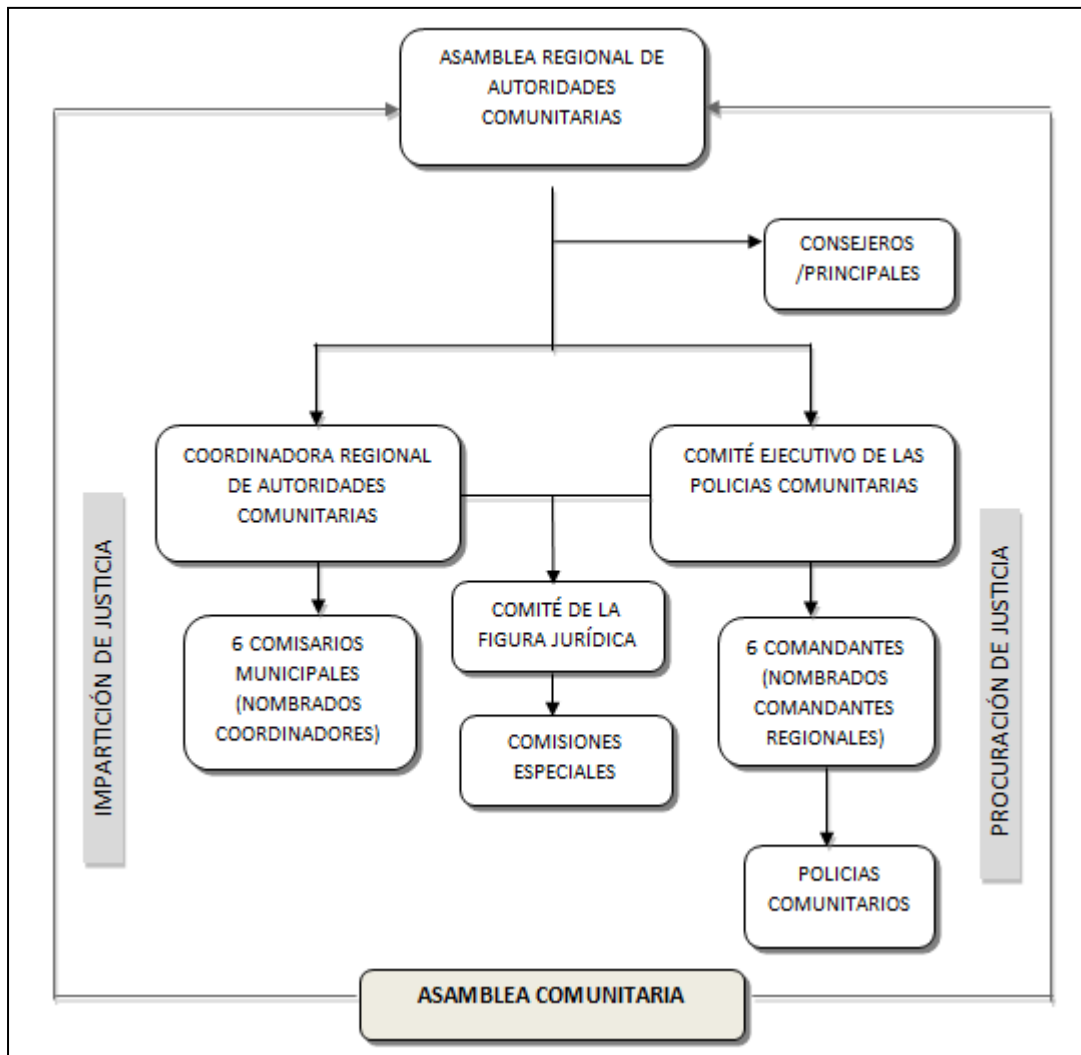 ASAMBLEA REGIONAL DE
AUTORIDADES
COMUNITARIAS
CONSEJEROS
/PRINCIPALES
COORDINADORA REGIONAL
DE AUTORIDADES
COMUNITARIAS
COMITÉ EJECUTIVO DE LAS
POLICIAS COMUNITARIAS
IMPARTICIÓN DE JUSTICIA
PROCURACIÓN DE JUSTICIA
COMITÉ DE LA
FIGURA JURÍDICA
6 COMISARIOS
MUNICIPALES
(NOMBRADOS
COORDINADORES)
6 COMANDANTES
(NOMBRADOS
COMANDANTES
REGIONALES)
COMISIONES
ESPECIALES
POLICIAS
COMUNITARIOS
ASAMBLEA COMUNITARIA